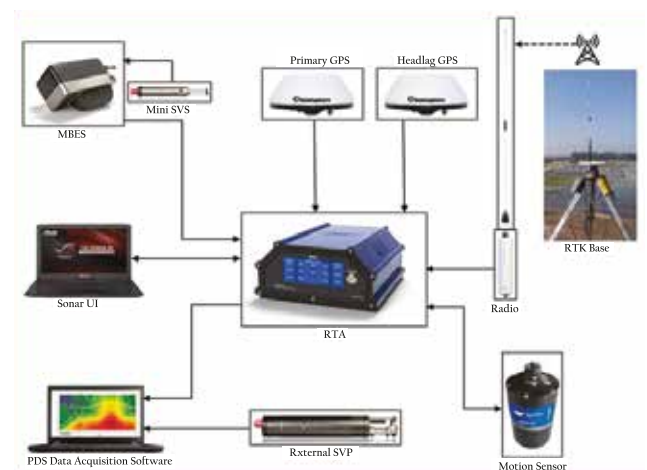 Primary GPS
Headlag GPS
Mini SVS
MBES
RTK Base
Sonar UI
RTA
Radio
PDS Data Acquisition Software
Rxternal SVP
Motion Sensor